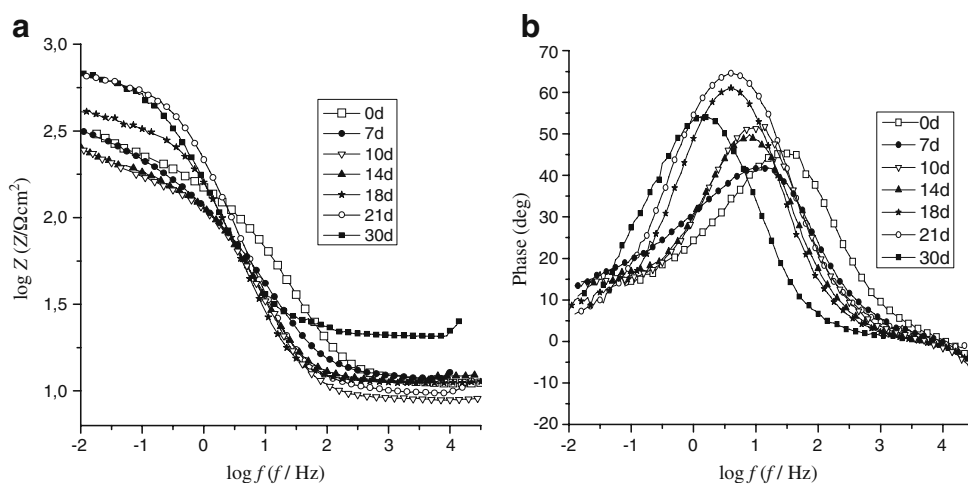 a
3,0
2,5
2,0
1,5
1,0
-2 -1 0 1 2 3 4
log Z (Z/Ωcm²)
log f (f / Hz)
0d
7d
10d
14d
18d
21d
30d
b
70
60
50
40
30
20
10
0
-10
-20
-2 -1 0 1 2 3 4
Phase (deg)
log f (f / Hz)
0d
7d
10d
14d
18d
21d
30d